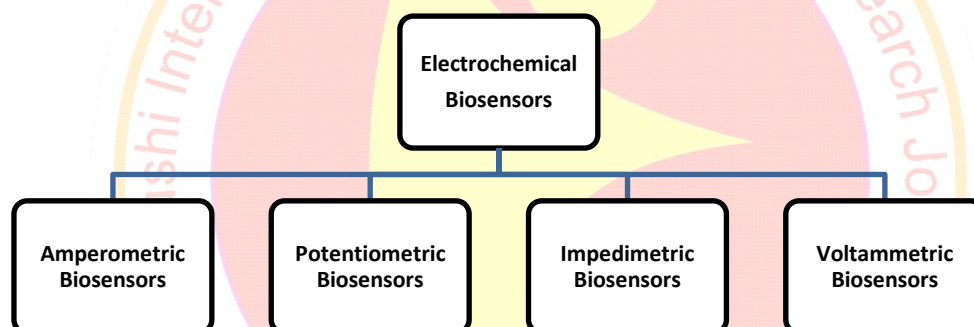 Electrochemical
Biosensors
Amperometric
Biosensors
Potentiometric
Biosensors
Impedimetric
Biosensors
Voltammetric
Biosensors